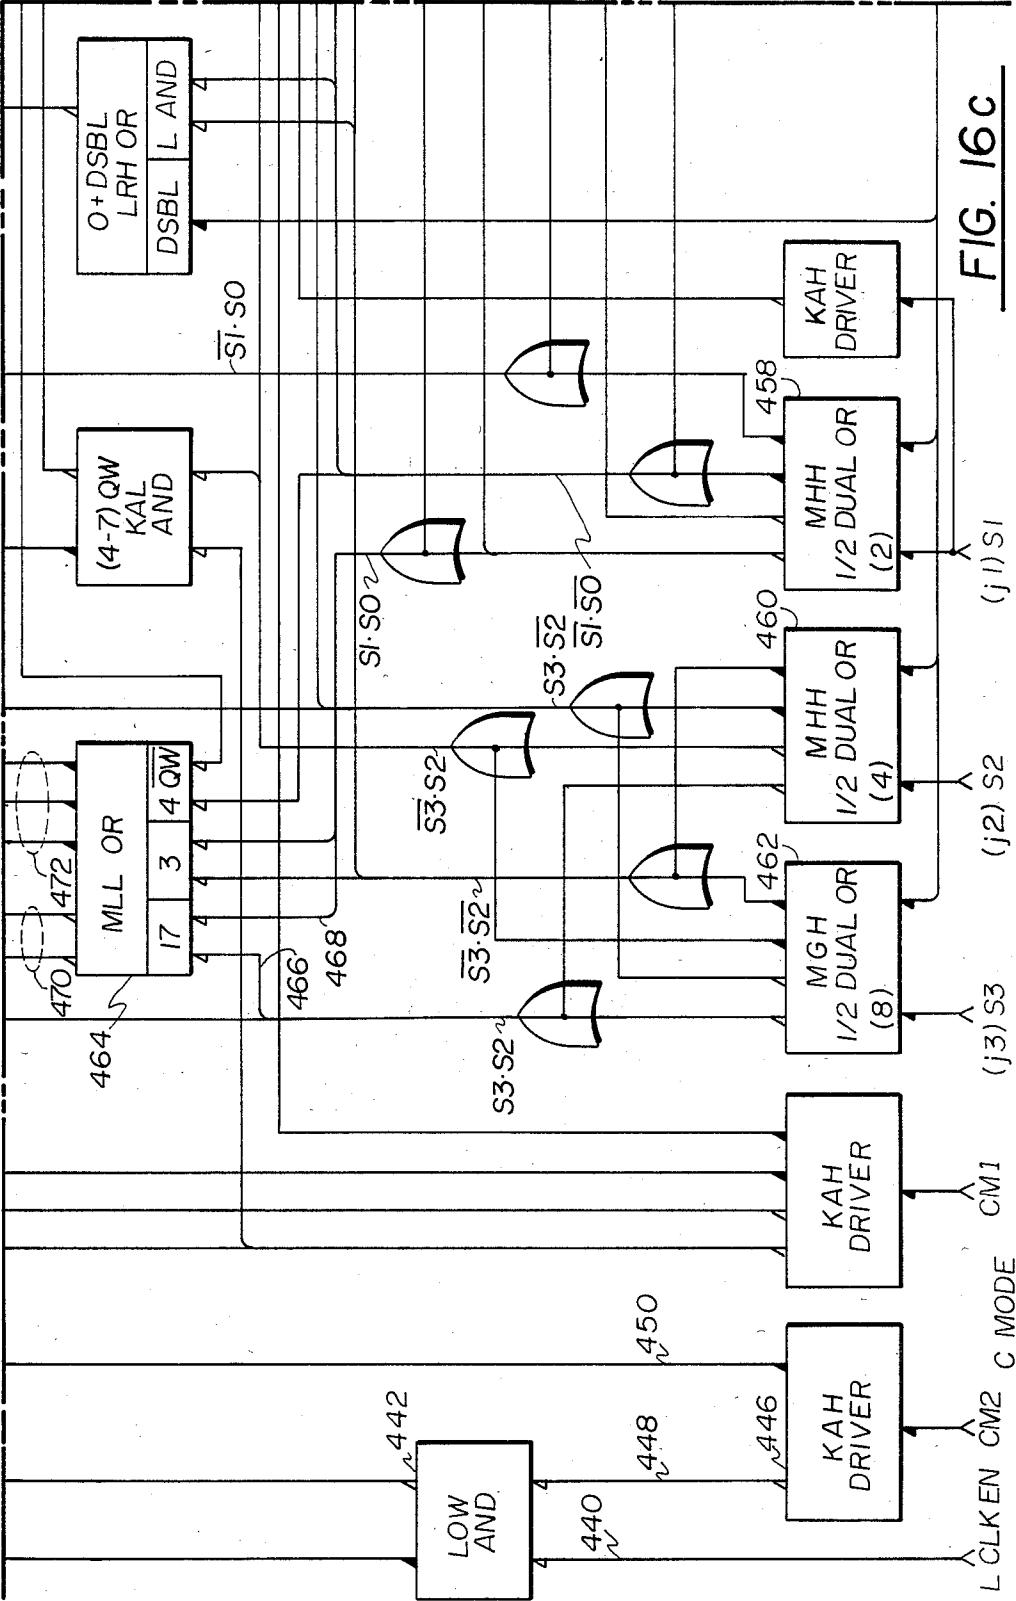 O+DSBL
LRH OR
DSBL
L AND
(4-7) QW
KAL
AND
MLL OR
17
3
4
Q̅W̅
470
472
464
466
468
S̅1̅·S0
S1·S0
S̅1̅·S̅0̅
S3·S̅2̅
S̅3̅·S2
S̅3̅·S̅2̅
S3·S2
442
LOW
AND
440
448
450
446
KAH
DRIVER
KAH
DRIVER
462
MGH
1/2 DUAL OR
(8)
460
MHH
1/2 DUAL OR
(4)
458
MHH
1/2 DUAL OR
(2)
KAH
DRIVER
L CLKEN
CM2
C MODE
CM1
(j3) S3
(j2) S2
(j1) S1
FIG. 16c